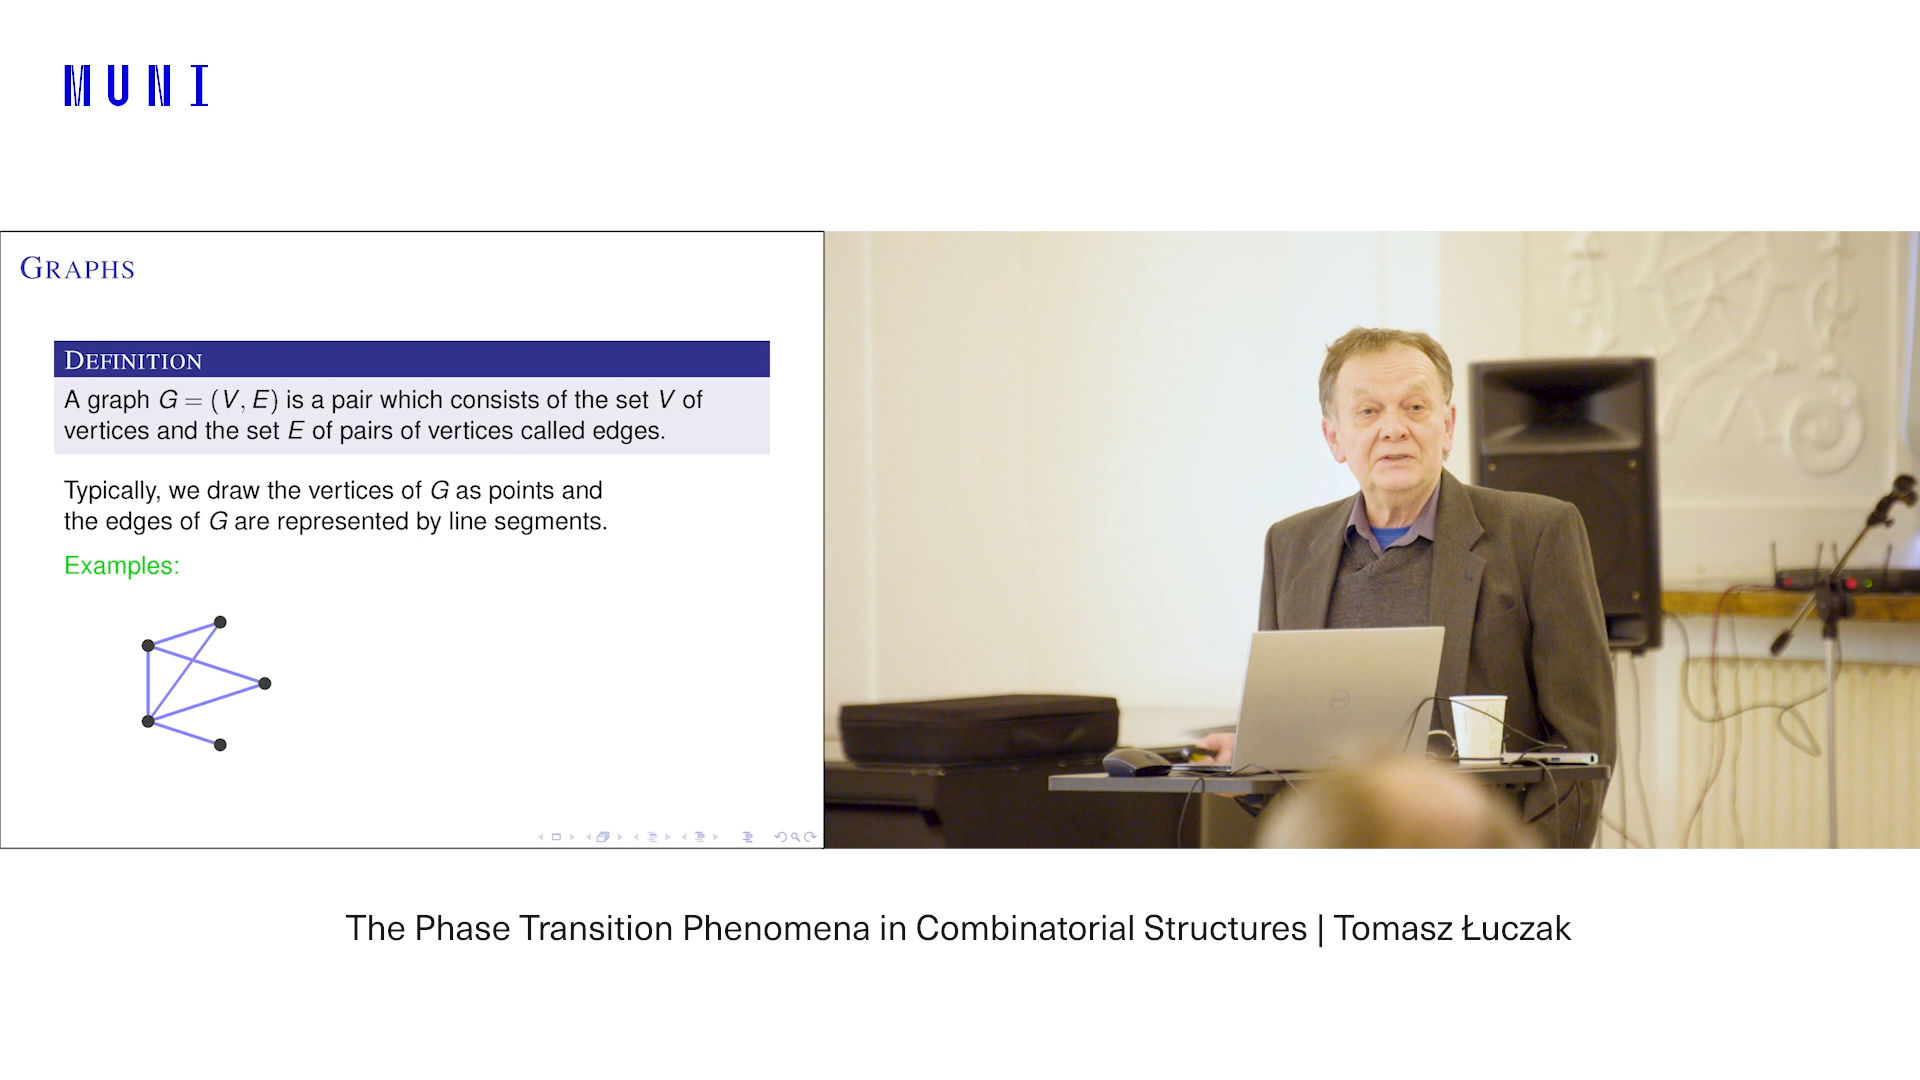 MUNI
GRAPHS
DEFINITION
A graph G = (V, E) is a pair which consists of the set V of
vertices and the set E of pairs of vertices called edges.
Typically, we draw the vertices of G as points and
the edges of G are represented by line segments.
Examples:
The Phase Transition Phenomena in Combinatorial Structures | Tomasz Łuczak